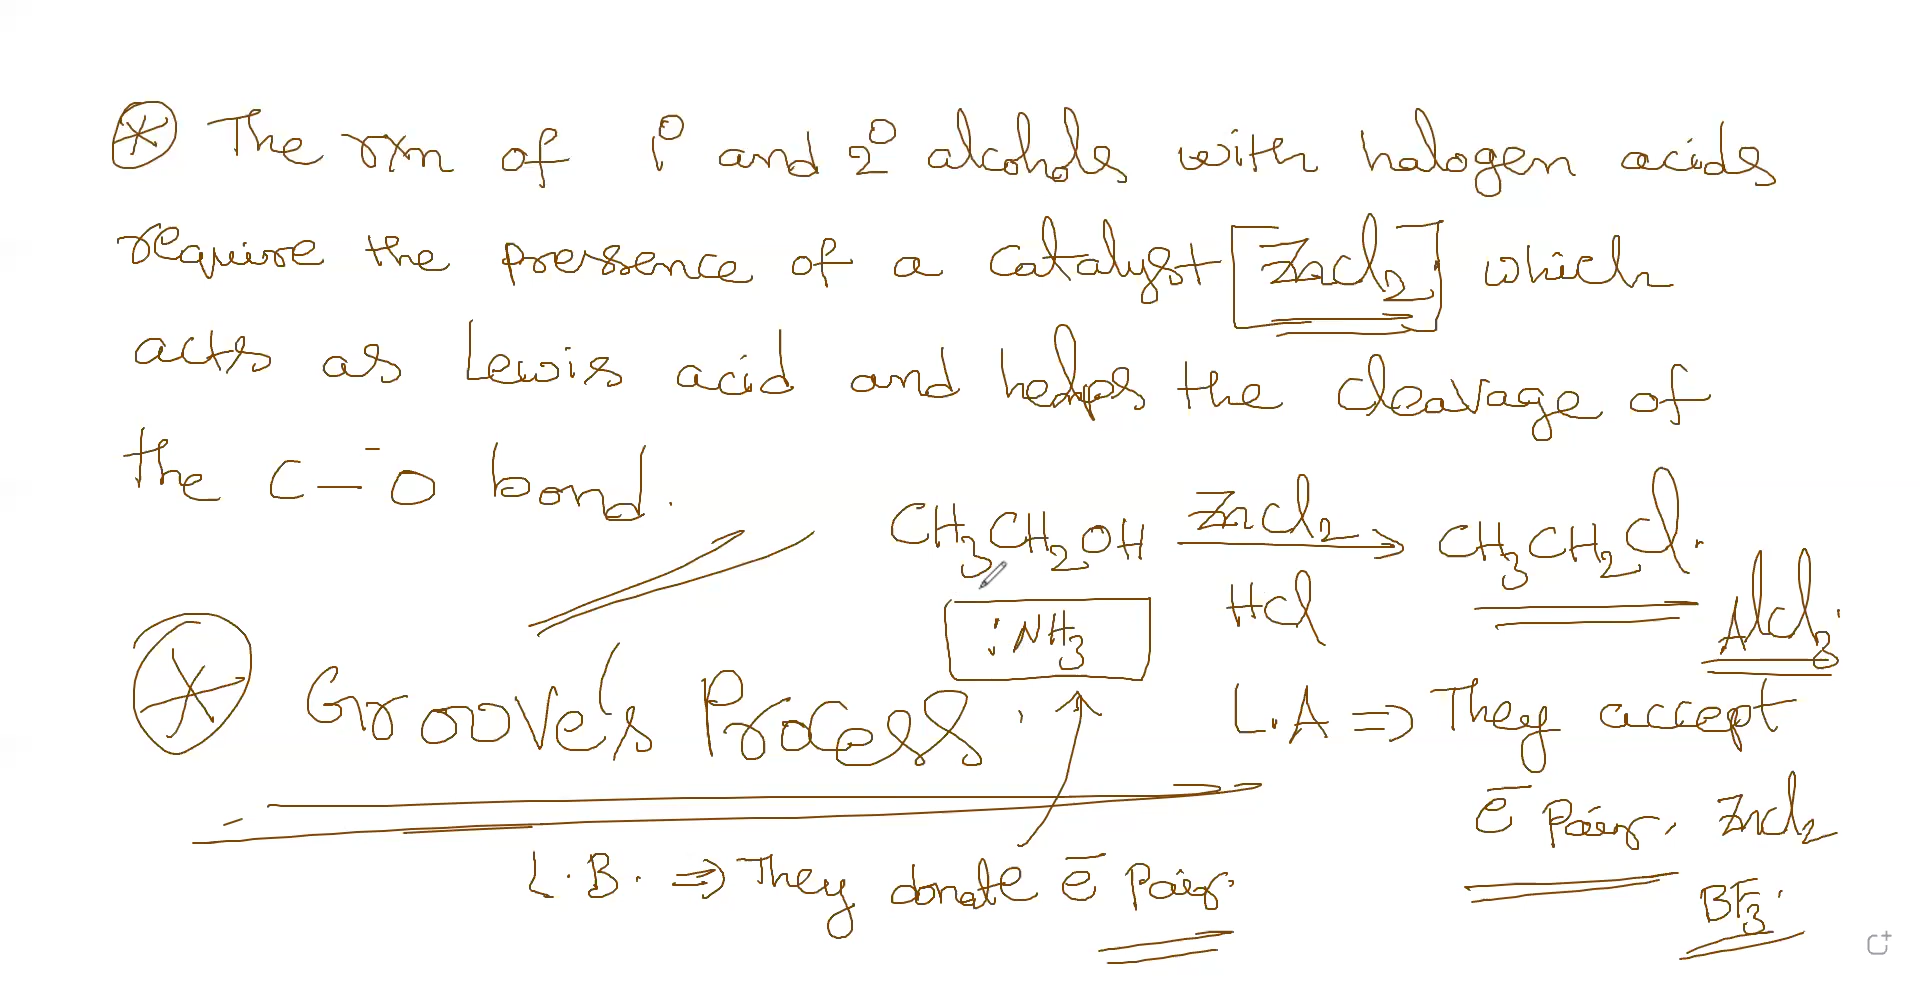 The rxn of 1° and 2° alcohols with halogen acids
require the pressence of a catalyst [ZnCl₂] which
acts as Lewis acid and helps the cleavage of
the C–O bond.
CH₃CH₂OH ZnCl₂ → CH₃CH₂Cl.
HCl
:NH₃
AlCl₃.
Groove's Process.
L.A ⇒ They accept
e̅ Pair. ZnCl₂
BF₃.
L.B. ⇒ They donate e̅ Pair.